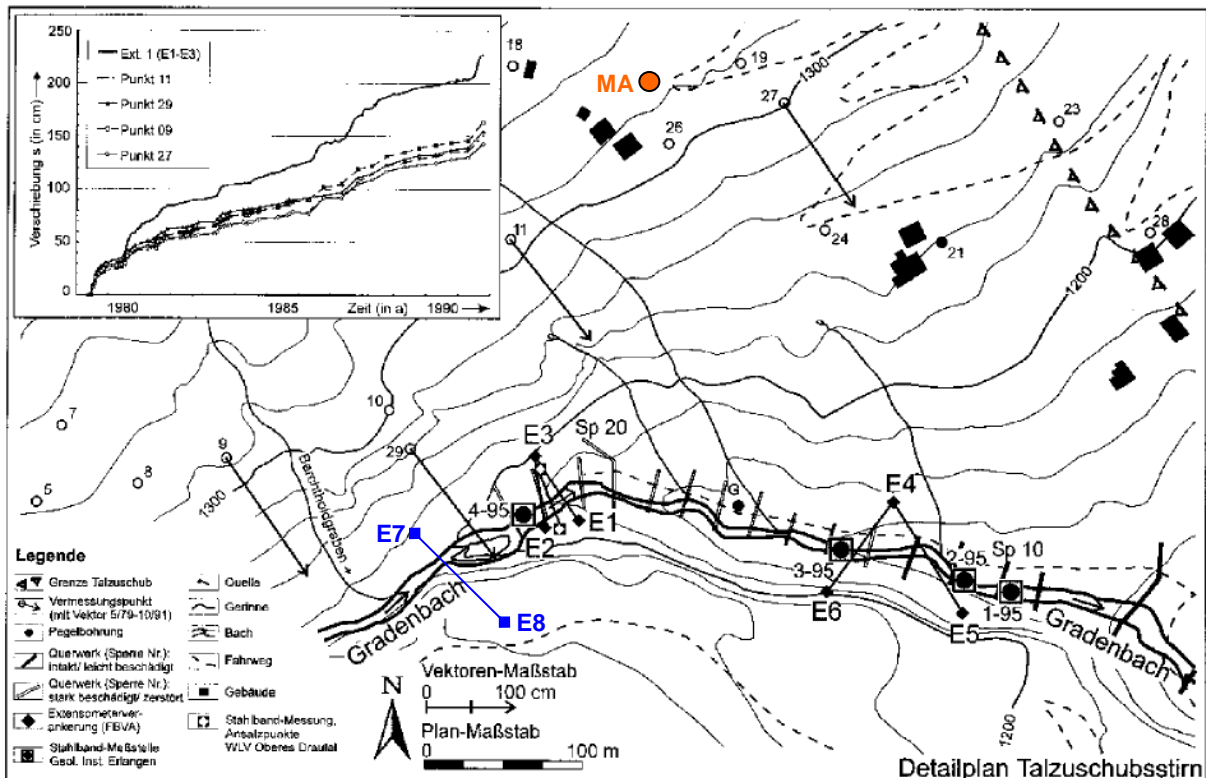 250
200
150
100
50
0
Verschiebung s (in cm)
Ext. 1 (E1-E3)
Punkt 11
Punkt 29
Punkt 09
Punkt 27
1980
1985
Zeit (in a)
1990
18
MA
19
1300
27
23
26
11
24
21
28
1200
7
10
9
8
5
29
1300
Barchtholdgraben
E3
Sp 20
4-95
E1
E2
G
E4
E7
E8
3-95
E6
2-95
Sp 10
1-95
E5
Gradenbach
Gradenbach
1200
Legende
Grenze Talzuschub
Vermessungspunkt
(mit Vektor 5/79-10/91)
Pegelbohrung
Querwerk (Sperre Nr.):
intakt/ leicht beschädigt
Querwerk (Sperre Nr.):
stark beschädigt/ zerstört
Extensometerver-
ankerung (FBVA)
Stahlband-Meßstelle
Geol. Inst. Erlangen
Quelle
Gerinne
Bach
Fahrweg
Gebäude
Stahlband-Messung,
Ansatzpunkte
WLV Oberes Drautal
N
Vektoren-Maßstab
0 100 cm
Plan-Maßstab
0 100 m
Detailplan Talzuschubsstirn